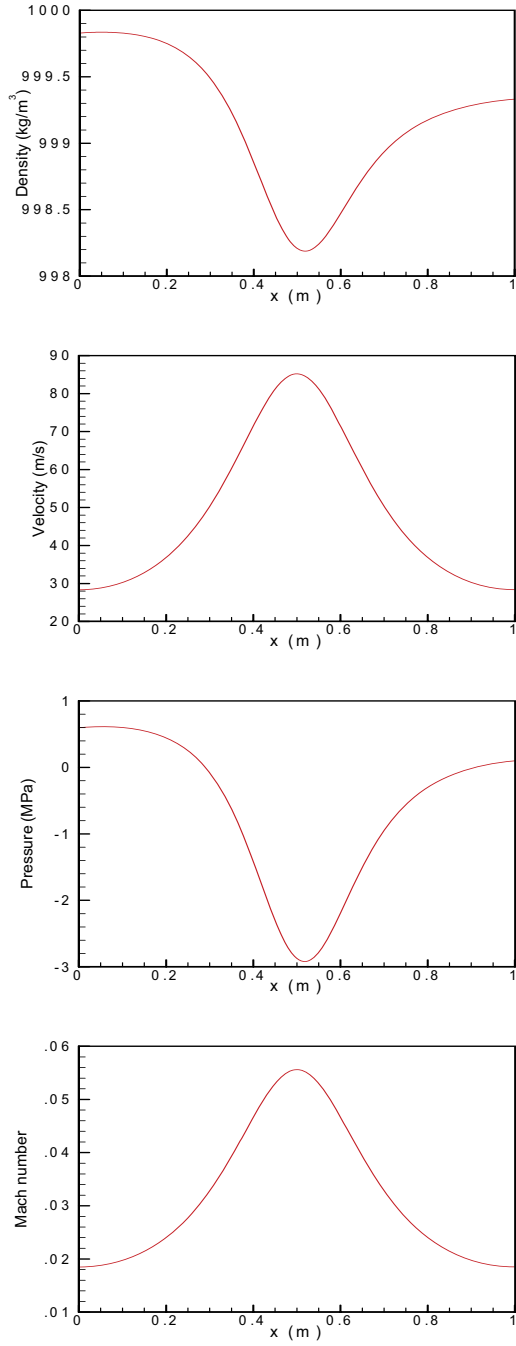 1000
999.5
999
998.5
998
Density (kg/m³)
0 0.2 0.4 0.6 0.8 1
x (m)
90
80
70
60
50
40
30
20
Velocity (m/s)
0 0.2 0.4 0.6 0.8 1
x (m)
1
0
-1
-2
-3
Pressure (MPa)
0 0.2 0.4 0.6 0.8 1
x (m)
.06
.05
.04
.03
.02
.01
Mach number
0 0.2 0.4 0.6 0.8 1
x (m)